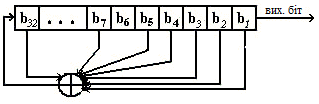 b32 . . . b7 b6 b5 b4 b3 b2 b1 вих. біт